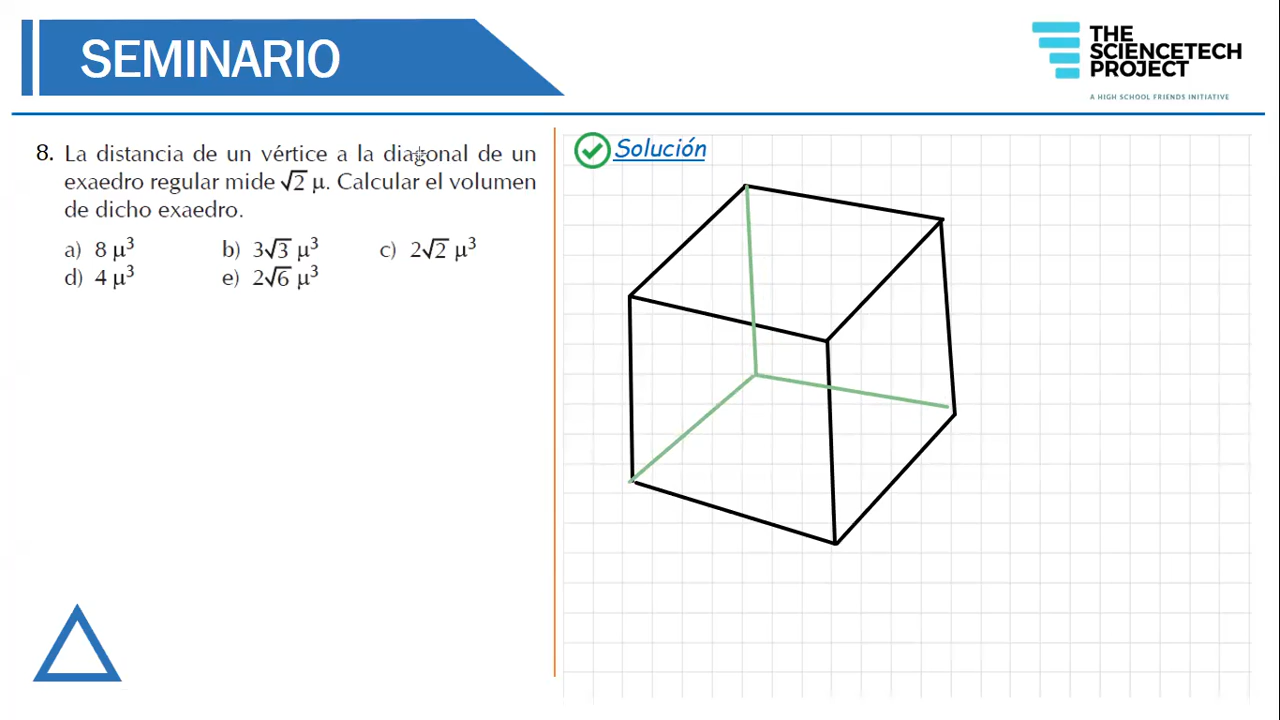 SEMINARIO
THE
SCIENCETECH
PROJECT
A HIGH SCHOOL FRIENDS INITIATIVE
8. La distancia de un vértice a la diagonal de un
exaedro regular mide √2 μ. Calcular el volumen
de dicho exaedro.
a) 8 μ³ b) 3√3 μ³ c) 2√2 μ³
d) 4 μ³ e) 2√6 μ³
Solución